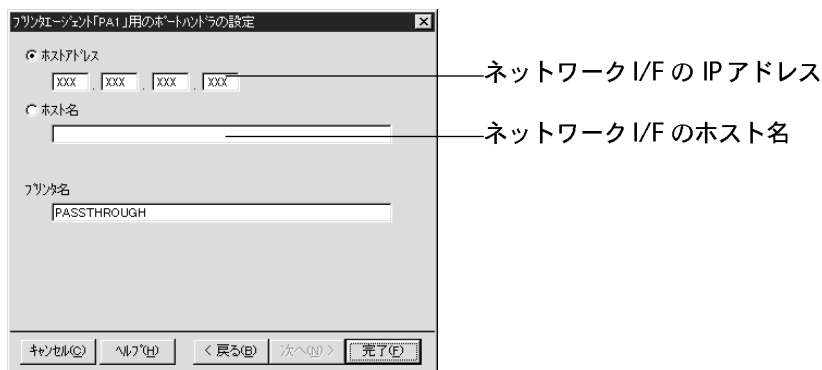 プリンタエージェント「PA1」用のポートハンドラの設定
ホストアドレス
XXX . XXX . XXX . XXX
ネットワーク I/F の IP アドレス
ホスト名
ネットワーク I/F のホスト名
プリンタ名
PASSTHROUGH
キャンセル(C) ヘルプ(H) < 戻る(B) 次へ(N) > 完了(F)